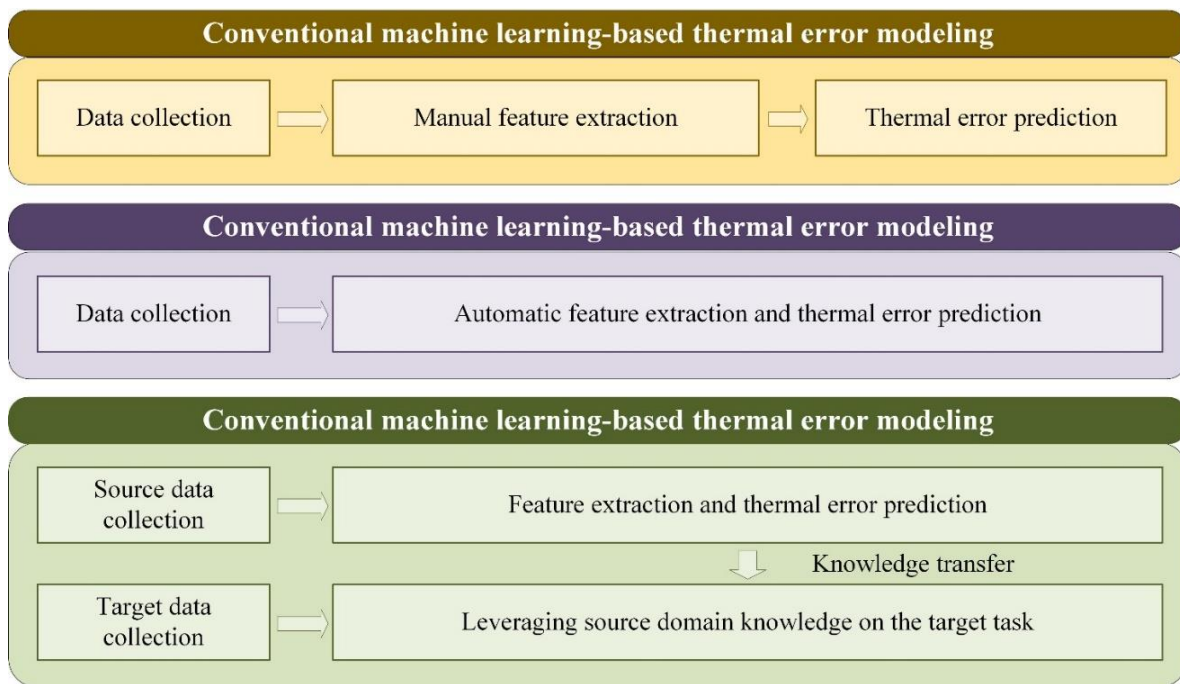 Conventional machine learning-based thermal error modeling
Data collection
Manual feature extraction
Thermal error prediction
Conventional machine learning-based thermal error modeling
Data collection
Automatic feature extraction and thermal error prediction
Conventional machine learning-based thermal error modeling
Source data
collection
Feature extraction and thermal error prediction
Knowledge transfer
Target data
collection
Leveraging source domain knowledge on the target task